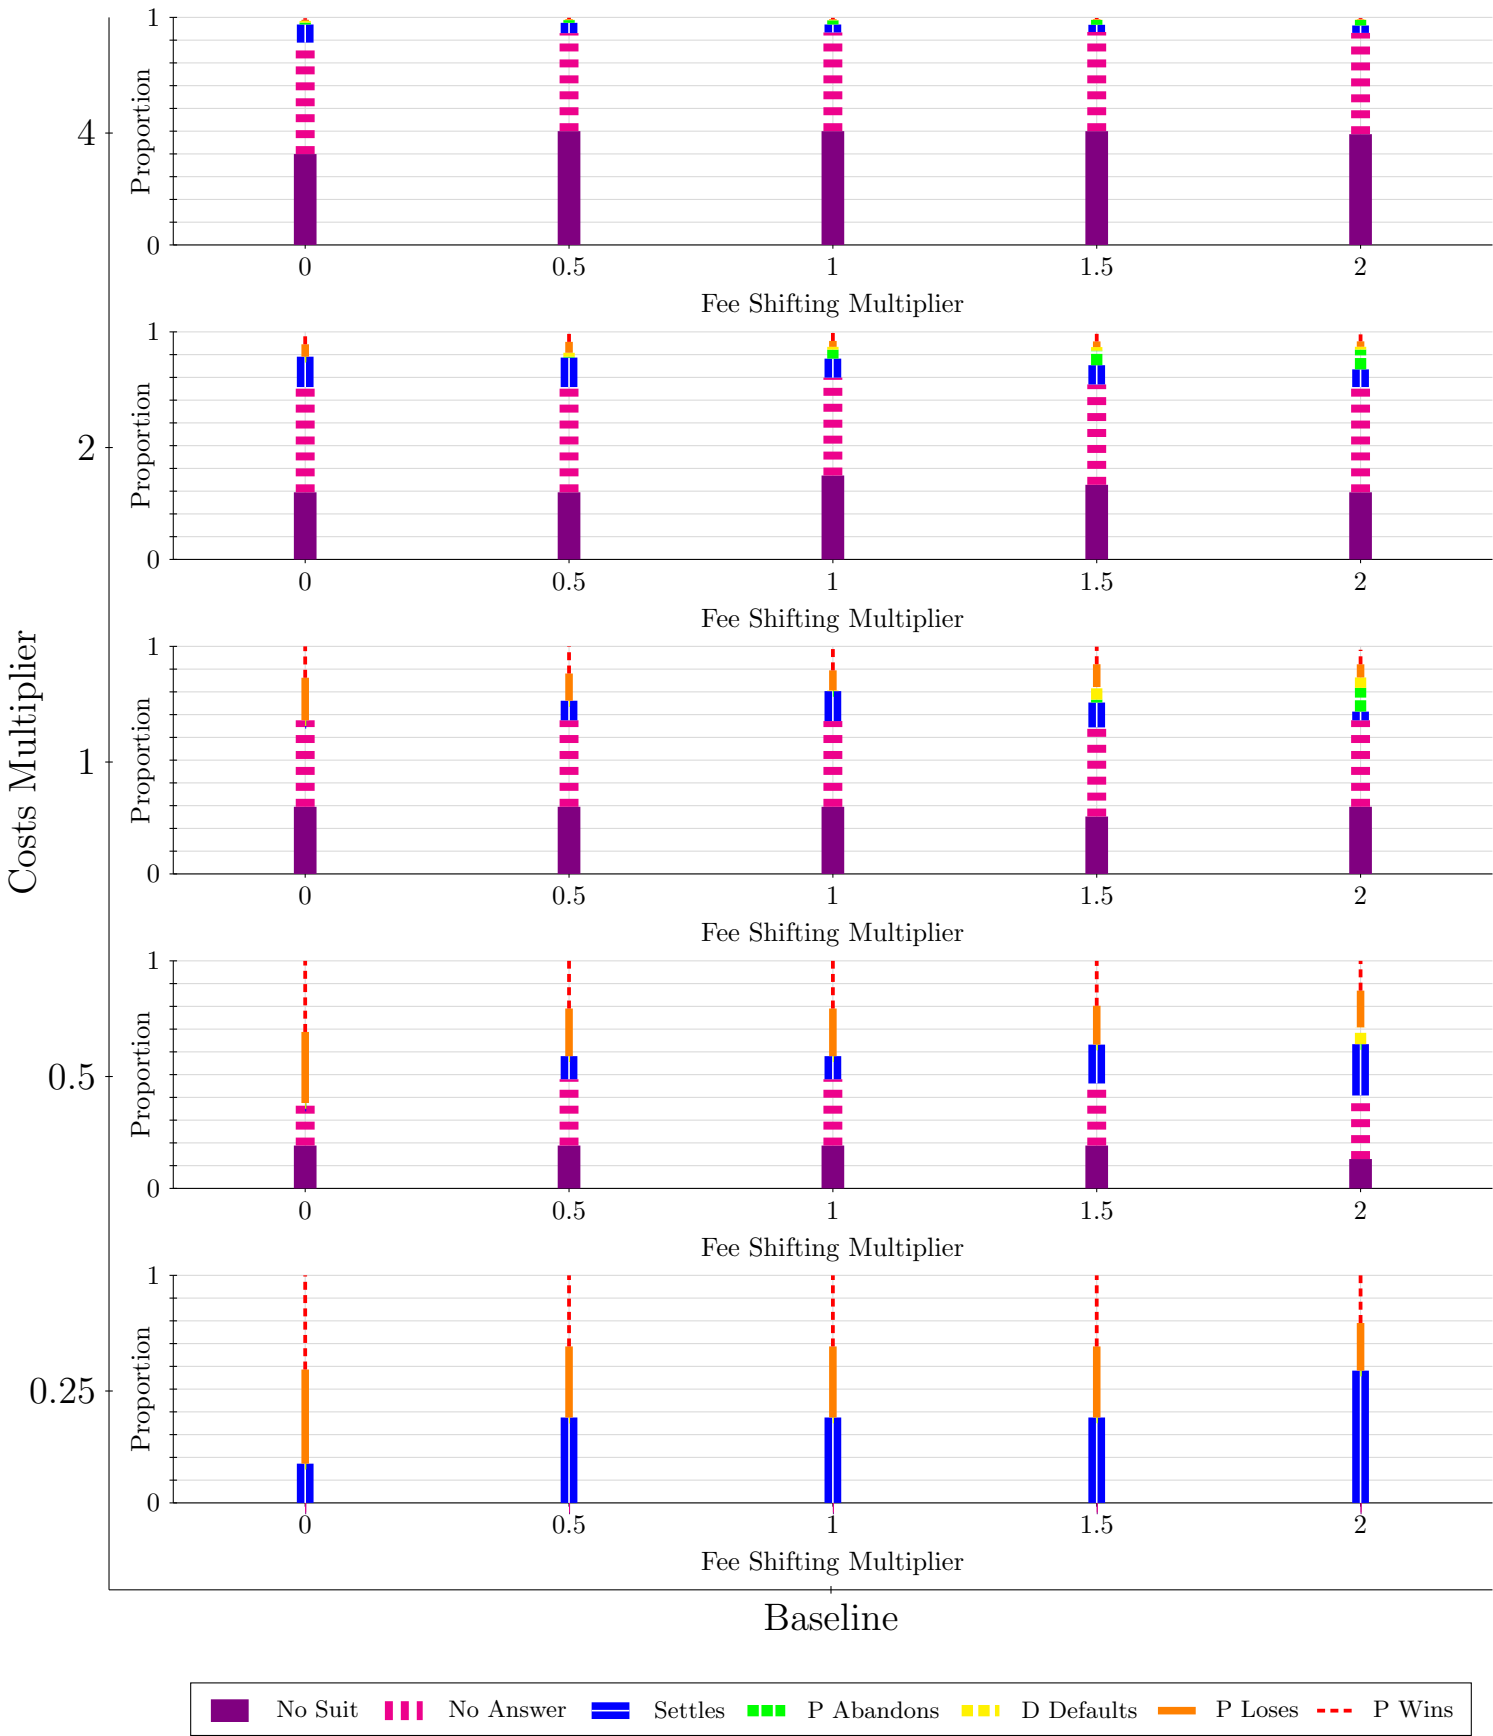 Costs Multiplier
4
Proportion
1
0
0 0.5 1 1.5 2
Fee Shifting Multiplier
2
Proportion
1
0
0 0.5 1 1.5 2
Fee Shifting Multiplier
1
Proportion
1
0
0 0.5 1 1.5 2
Fee Shifting Multiplier
0.5
Proportion
1
0
0 0.5 1 1.5 2
Fee Shifting Multiplier
0.25
Proportion
1
0
0 0.5 1 1.5 2
Fee Shifting Multiplier
Baseline
No Suit No Answer Settles P Abandons D Defaults P Loses P Wins